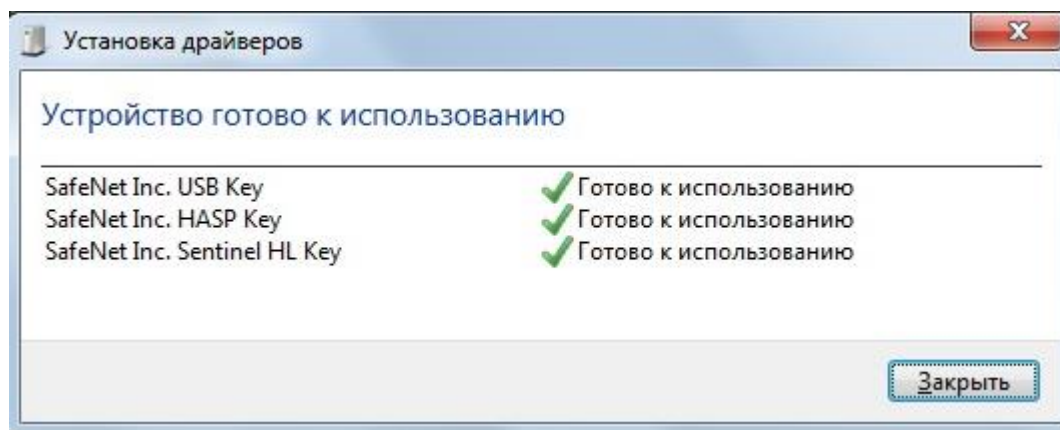 Установка драйверов
Устройство готово к использованию
SafeNet Inc. USB Key Готово к использованию
SafeNet Inc. HASP Key Готово к использованию
SafeNet Inc. Sentinel HL Key Готово к использованию
Закрыть